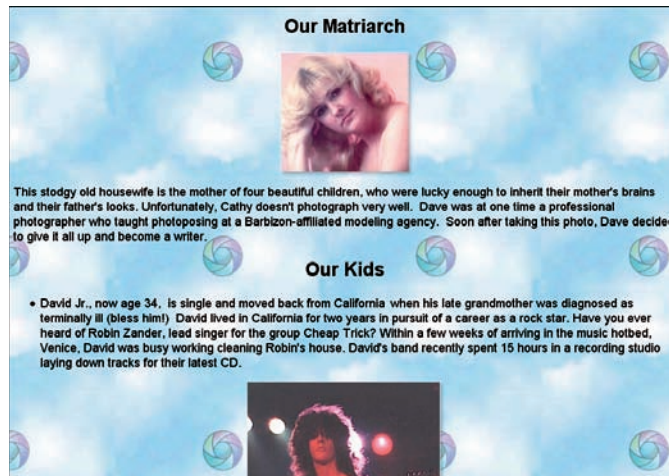 Our Matriarch
This stodgy old housewife is the mother of four beautiful children, who were lucky enough to inherit their mother's brains
and their father's looks. Unfortunately, Cathy doesn't photograph very well. Dave was at one time a professional
photographer who taught photoposing at a Barbizon-affiliated modeling agency. Soon after taking this photo, Dave decide
to give it all up and become a writer.
Our Kids
• David Jr., now age 34, is single and moved back from California when his late grandmother was diagnosed as
terminally ill (bless him!) David lived in California for two years in pursuit of a career as a rock star. Have you ever
heard of Robin Zander, lead singer for the group Cheap Trick? Within a few weeks of arriving in the music hotbed,
Venice, David was busy working cleaning Robin's house. David's band recently spent 15 hours in a recording studio
laying down tracks for their latest CD.